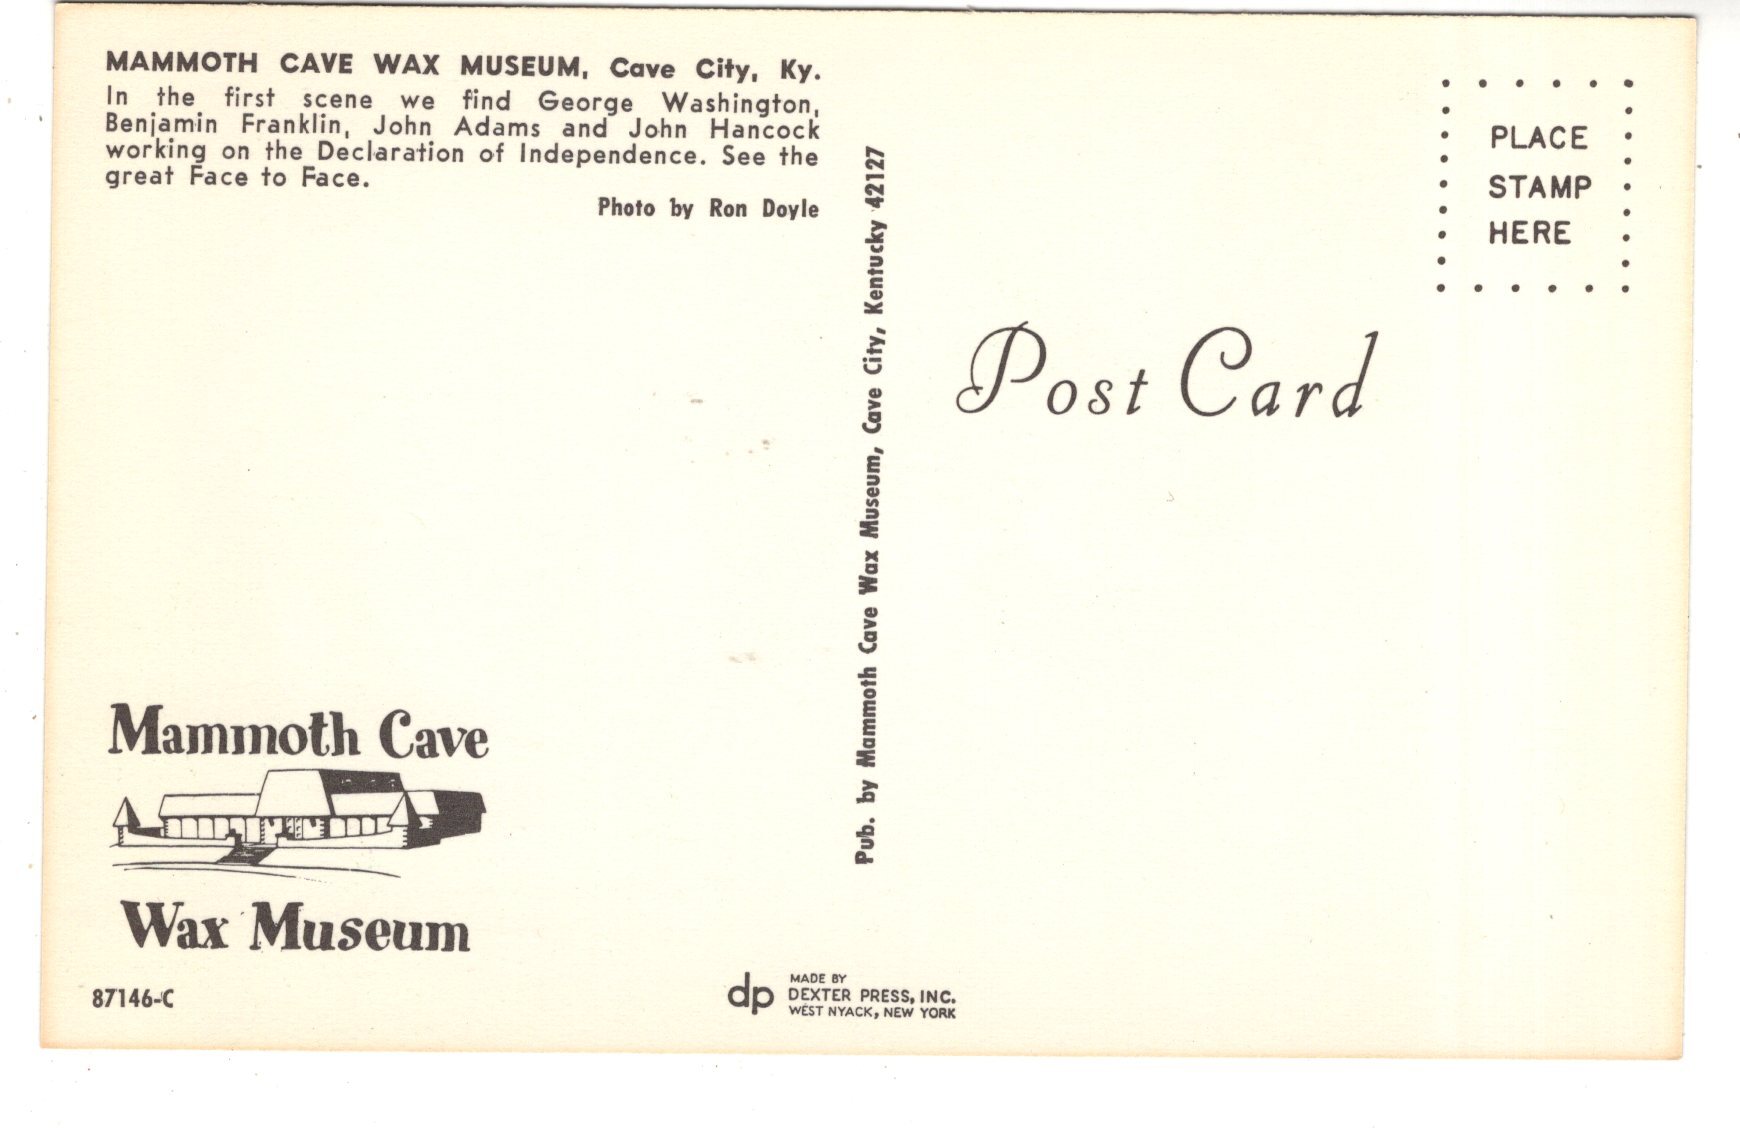 MAMMOTH CAVE WAX MUSEUM, Cave City, Ky.
In the first scene we find George Washington,
Benjamin Franklin, John Adams and John Hancock
working on the Declaration of Independence. See the
great Face to Face.
Photo by Ron Doyle
Mammoth Cave
Wax Museum
87146-C
Pub. by Mammoth Cave Wax Museum, Cave City, Kentucky 42127
dp
MADE BY
DEXTER PRESS, INC.
WEST NYACK, NEW YORK
PLACE
STAMP
HERE
Post Card